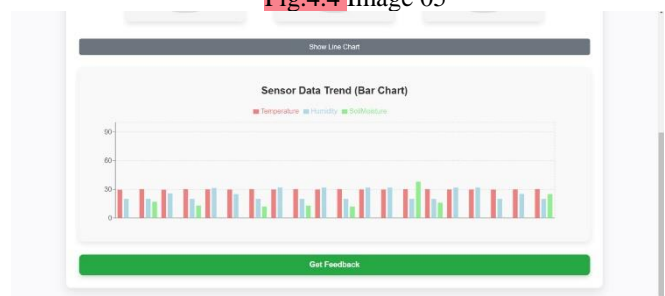 Fig.4.4 Image 03
Show Line Chart
Sensor Data Trend (Bar Chart)
Temperature Humidity SoilMoisture
90
60
30
0
Get Feedback